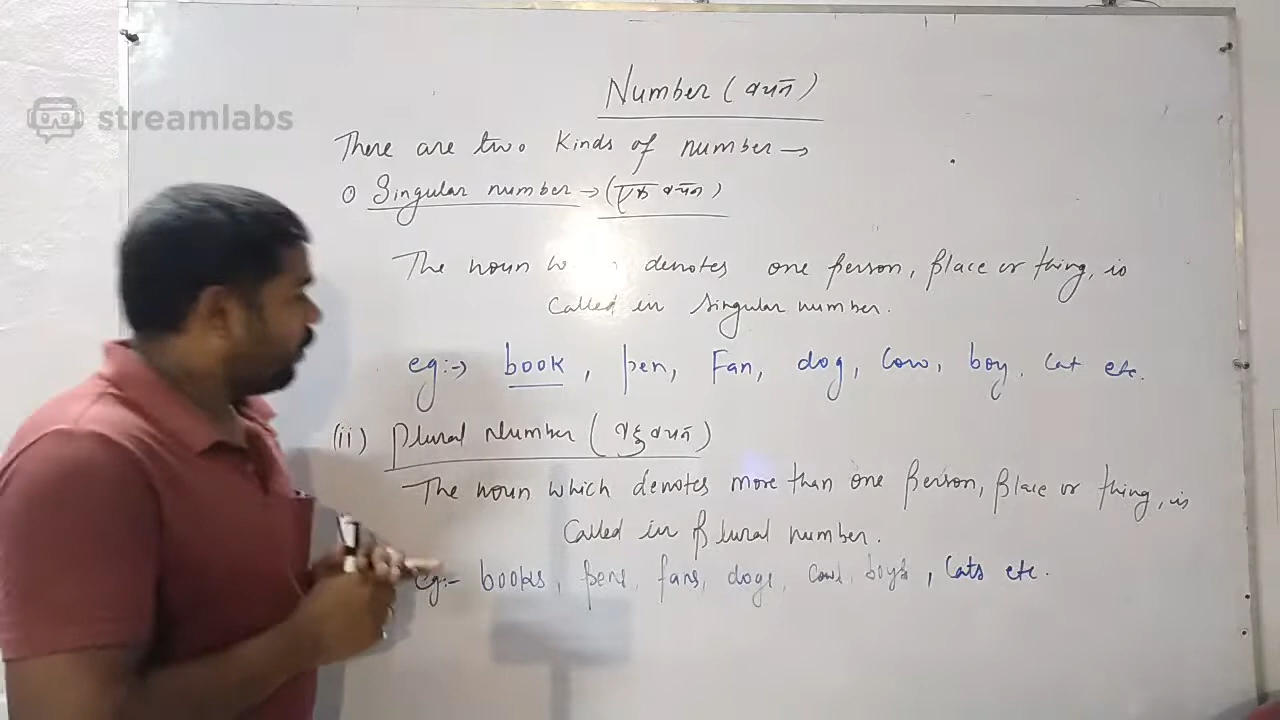 streamlabs
Number (वचन)
There are two kinds of number →
Singular number → (एक वचन)
The noun denotes one person, place or thing, is
called in singular number.
eg:→ book, pen, Fan, dog, Cow, boy, Cat etc.
(ii) Plural Number (बहुवचन)
The noun which denotes more than one person, place or thing, is
Called in plural number.
eg:- books, pens, fans, dogs, cows, boys, Cats etc.